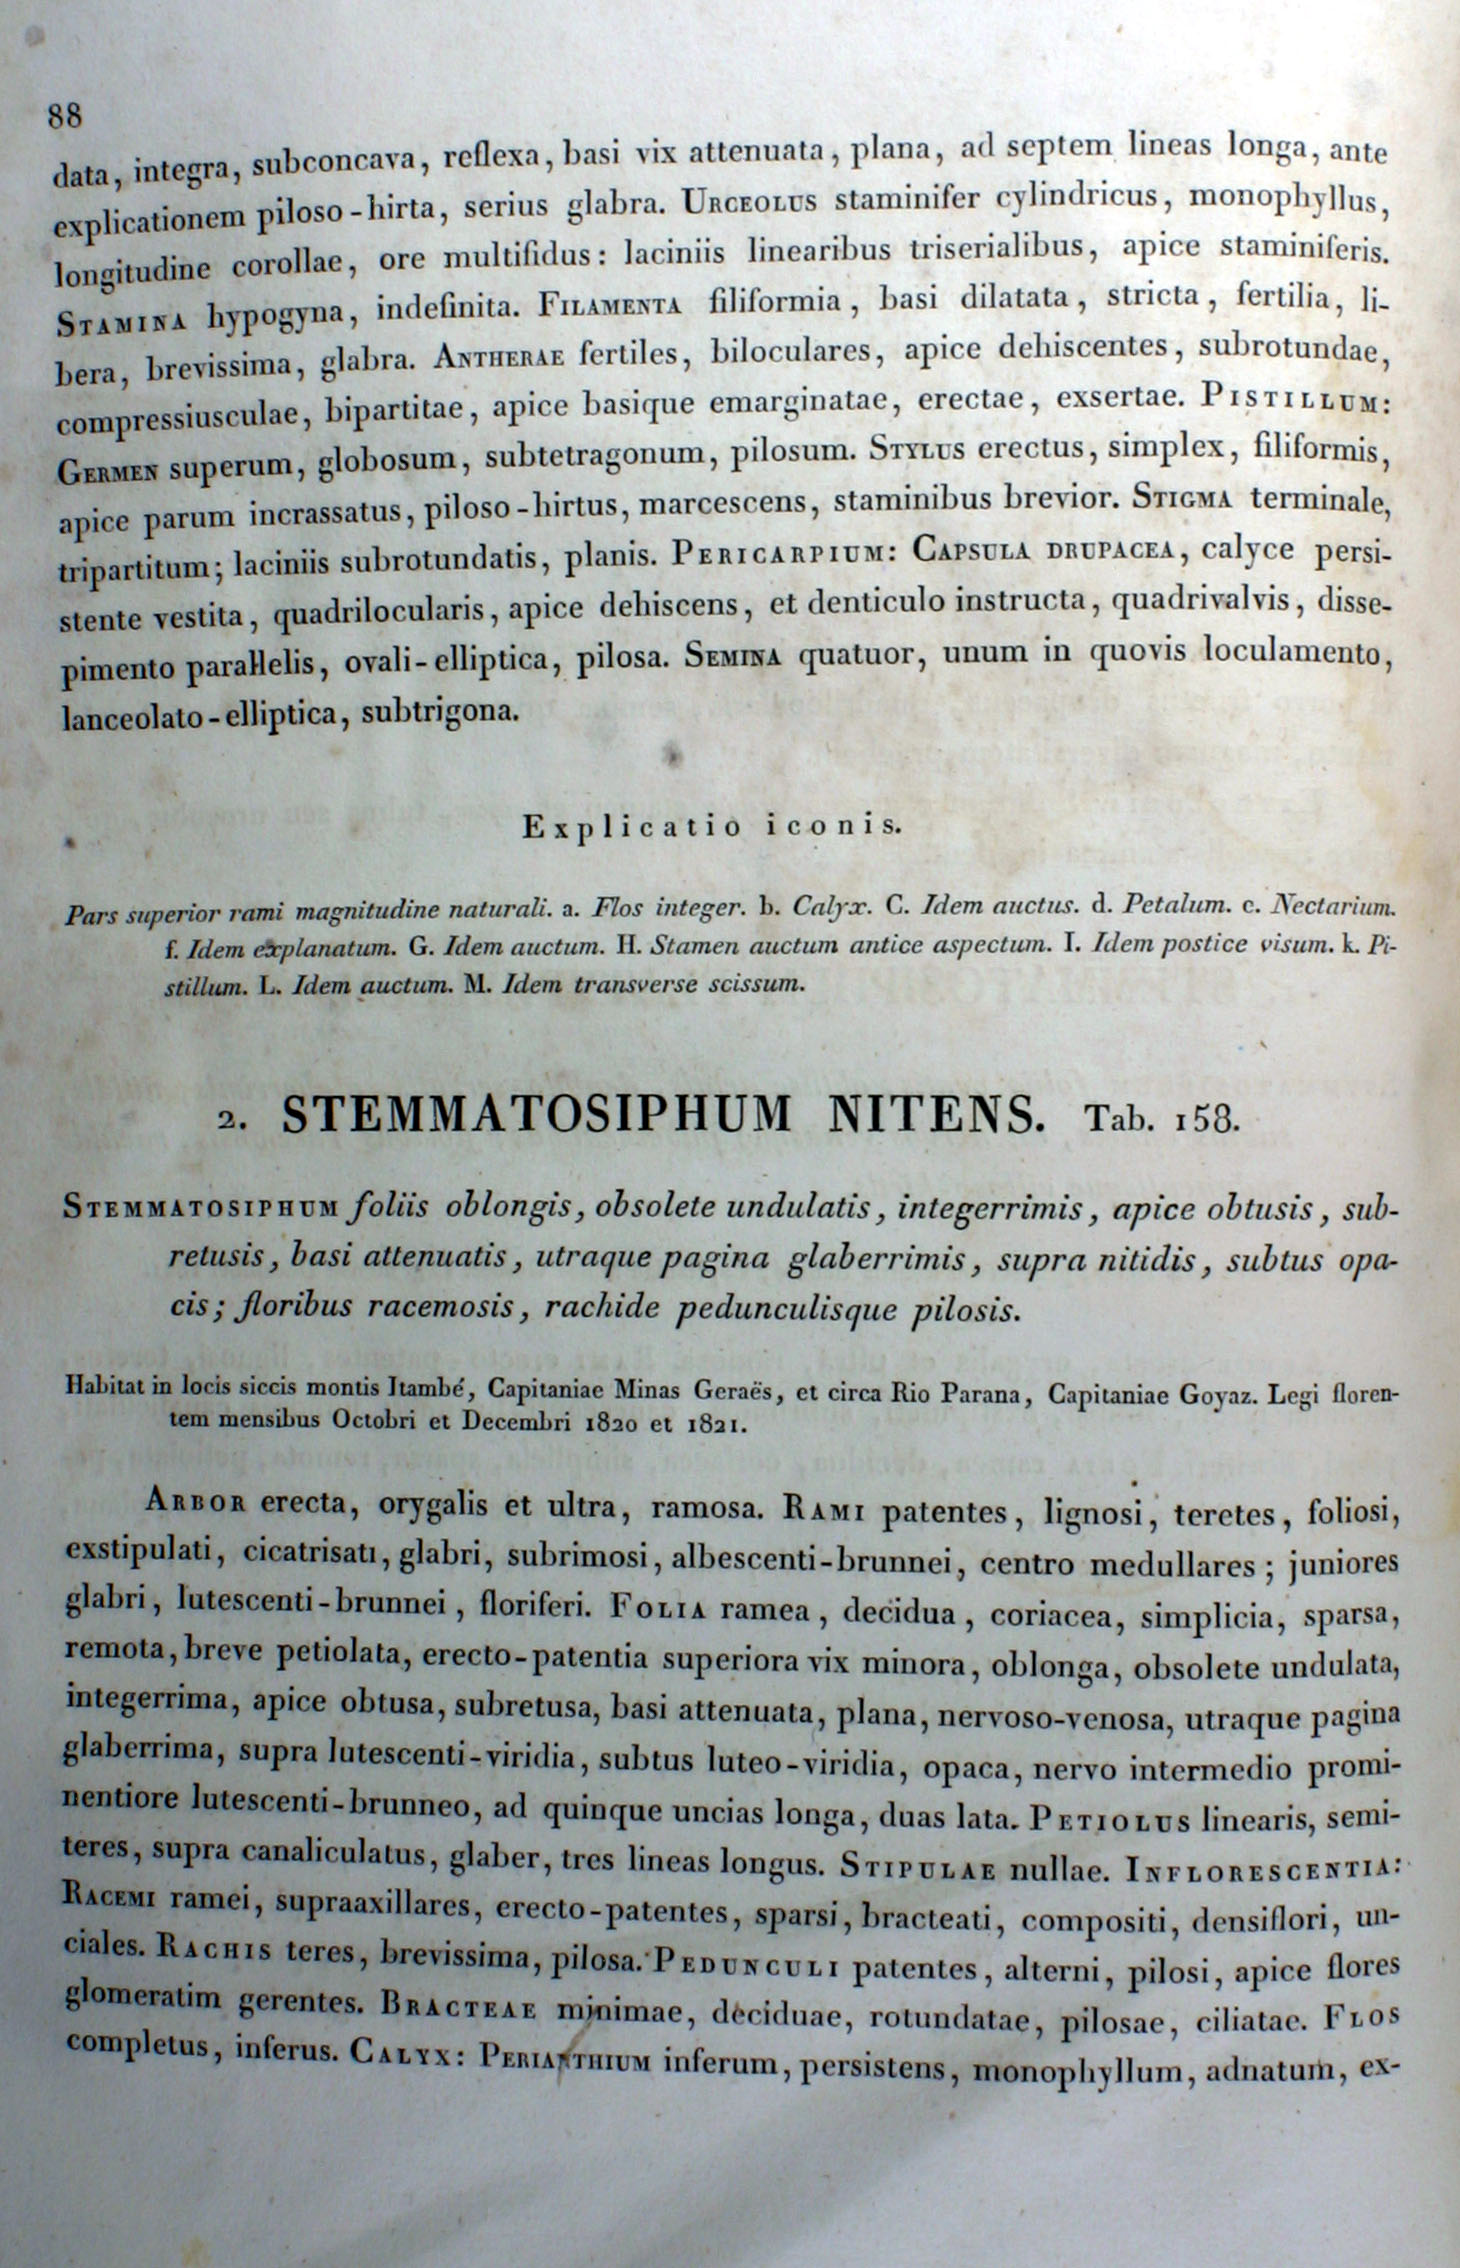 88
data, integra, subconcava, reflexa, basi vix attenuata, plana, ad septem lineas longa, ante
explicationem piloso-hirta, serius glabra. URCEOLUS staminifer cylindricus, monophyllus,
longitudine corollae, ore multifidus: laciniis linearibus triserialibus, apice staminiferis.
STAMINA hypogyna, indefinita. FILAMENTA filiformia, basi dilatata, stricta, fertilia, li-
bera, brevissima, glabra. ANTHERAE fertiles, biloculares, apice dehiscentes, subrotundae,
compressiusculae, bipartitae, apice basique emarginatae, erectae, exsertae. PISTILLUM:
GERMEN superum, globosum, subtetragonum, pilosum. STYLUS erectus, simplex, filiformis,
apice parum incrassatus, piloso-hirtus, marcescens, staminibus brevior. STIGMA terminale,
tripartitum; laciniis subrotundatis, planis. PERICARPIUM: CAPSULA DRUPACEA, calyce persi-
stente vestita, quadrilocularis, apice dehiscens, et denticulo instructa, quadrivalvis, disse-
pimento parallelis, ovali-elliptica, pilosa. SEMINA quatuor, unum in quovis loculamento,
lanceolato-elliptica, subtrigona.
Explicatio iconis.
Pars superior rami magnitudine naturali. a. Flos integer. b. Calyx. C. Idem auctus. d. Petalum. e. Nectarium.
f. Idem explanatum. G. Idem auctum. H. Stamen auctum antice aspectum. I. Idem postice visum. k. Pi-
stillum. L. Idem auctum. M. Idem transverse scissum.
2. STEMMATOSIPHUM NITENS. Tab. 158.
STEMMATOSIPHUM foliis oblongis, obsolete undulatis, integerrimis, apice obtusis, sub-
retusis, basi attenuatis, utraque pagina glaberrimis, supra nitidis, subtus opa-
cis; floribus racemosis, rachide pedunculisque pilosis.
Habitat in locis siccis montis Itambé, Capitaniae Minas Geraës, et circa Rio Parana, Capitaniae Goyaz. Legi floren-
tem mensibus Octobri et Decembri 1820 et 1821.
ARBOR erecta, orygalis et ultra, ramosa. RAMI patentes, lignosi, teretes, foliosi,
exstipulati, cicatrisati, glabri, subrimosi, albescenti-brunnei, centro medullares; juniores
glabri, lutescenti-brunnei, floriferi. FOLIA ramea, decidua, coriacea, simplicia, sparsa,
remota, breve petiolata, erecto-patentia superiora vix minora, oblonga, obsolete undulata,
integerrima, apice obtusa, subretusa, basi attenuata, plana, nervoso-venosa, utraque pagina
glaberrima, supra lutescenti-viridia, subtus luteo-viridia, opaca, nervo intermedio promi-
nentiore lutescenti-brunneo, ad quinque uncias longa, duas lata. PETIOLUS linearis, semi-
teres, supra canaliculatus, glaber, tres lineas longus. STIPULAE nullae. INFLORESCENTIA:
RACEMI ramei, supraaxillares, erecto-patentes, sparsi, bracteati, compositi, densiflori, un-
ciales. RACHIS teres, brevissima, pilosa. PEDUNCULI patentes, alterni, pilosi, apice flores
glomeratim gerentes. BRACTEAE minimae, deciduae, rotundatae, pilosae, ciliatae. FLOS
completus, inferus. CALYX: PERIANTHIUM inferum, persistens, monophyllum, adnatum, ex-